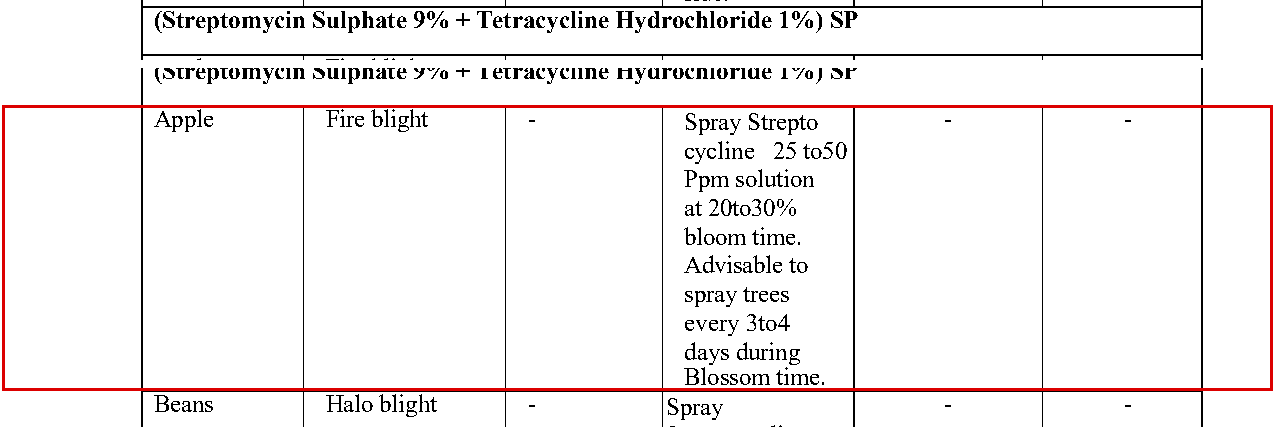 (Streptomycin Sulphate 9% + Tetracycline Hydrochloride 1%) SP
(Streptomycin Sulphate 9% + Tetracycline Hydrochloride 1%) SP
Apple Fire blight - Spray Strepto - -
cycline 25 to50
Ppm solution
at 20to30%
bloom time.
Advisable to
spray trees
every 3to4
days during
Blossom time.
Beans Halo blight - Spray - -